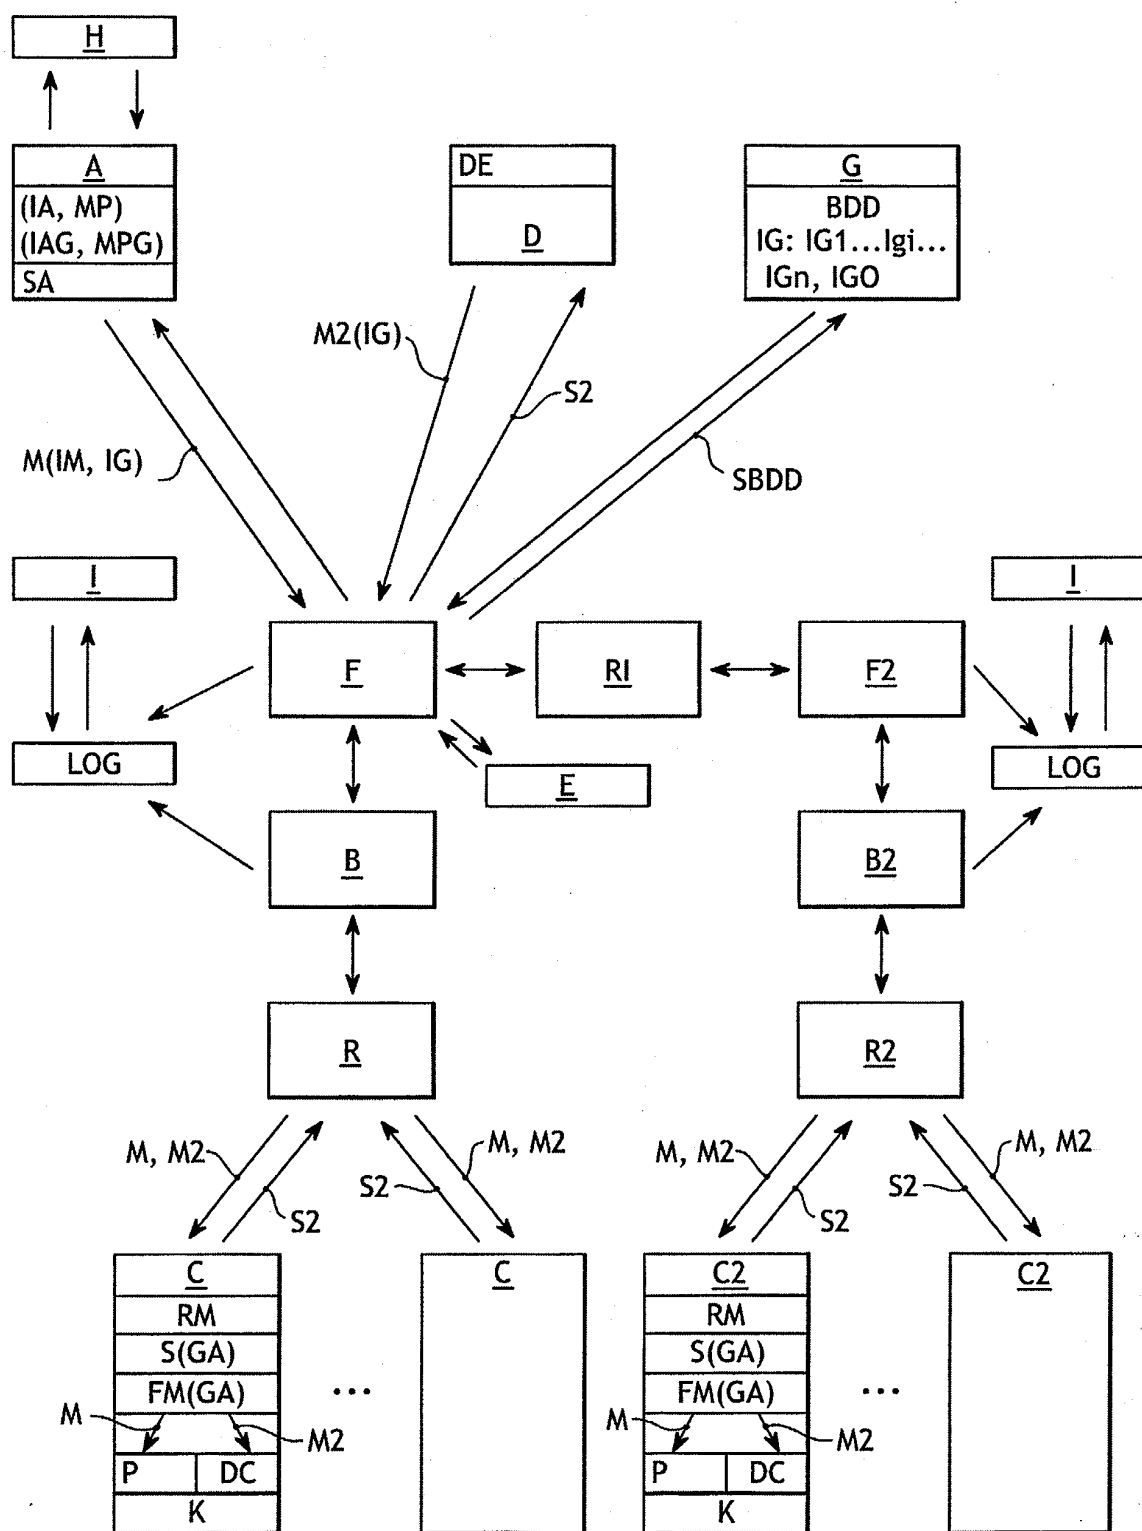 H
A
(IA, MP)
(IAG, MPG)
SA
DE
D
G
BDD
IG: IG1...Igi...
IGn, IGO
M2(IG)
S2
SBDD
M(IM, IG)
I
I
F
RI
F2
LOG
E
LOG
B
B2
R
R2
M, M2
S2
S2
M, M2
M, M2
S2
S2
M, M2
C
RM
S(GA)
FM(GA)
M
M2
P
DC
K
...
C
C2
RM
S(GA)
FM(GA)
M
M2
P
DC
K
...
C2